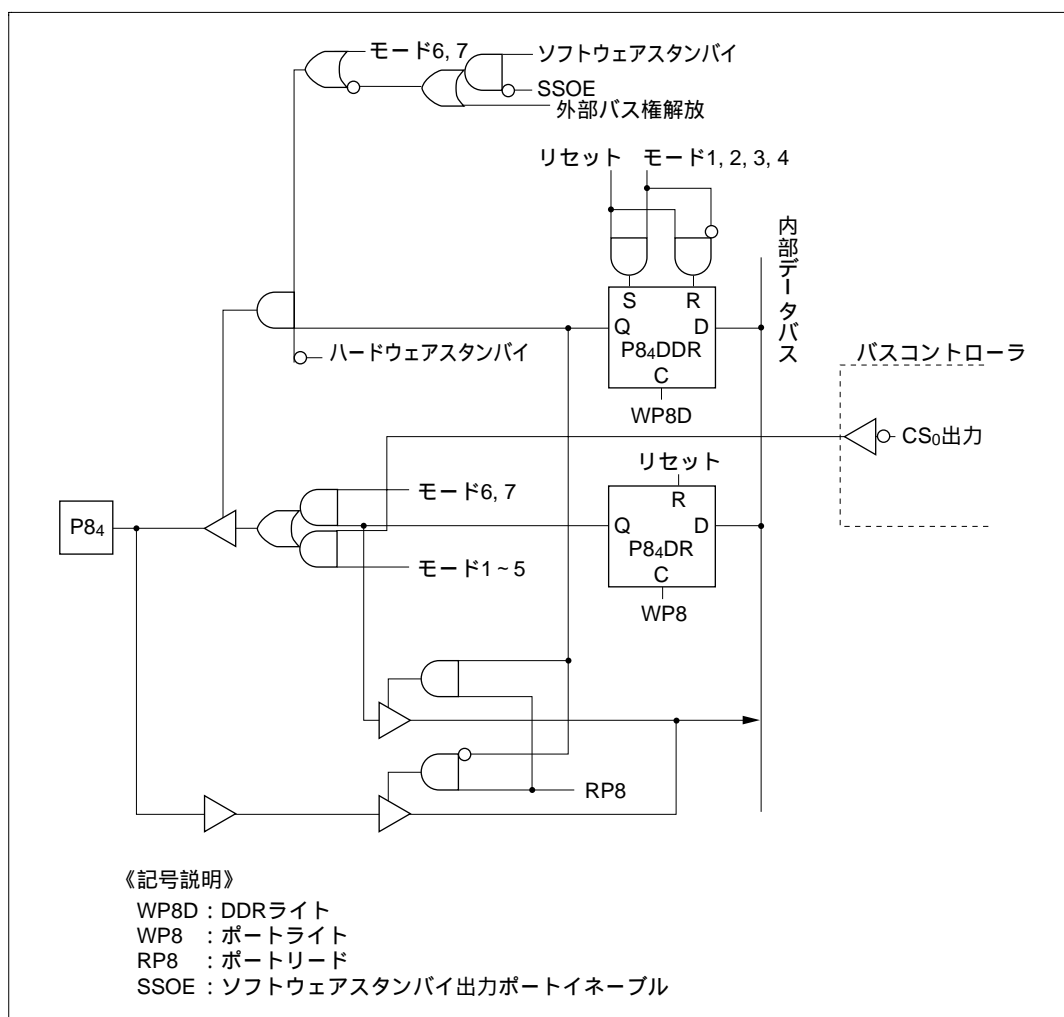 モード6, 7
ソフトウェアスタンバイ
SSOE
外部バス権解放
リセット モード1, 2, 3, 4
内部データバス
S R
Q D
P84DDR
C
WP8D
ハードウェアスタンバイ
バスコントローラ
CS0出力
リセット
R
モード6, 7
P84
Q D
P84DR
C
WP8
モード1~5
RP8
《記号説明》
WP8D:DDRライト
WP8 :ポートライト
RP8 :ポートリード
SSOE :ソフトウェアスタンバイ出力ポートイネーブル